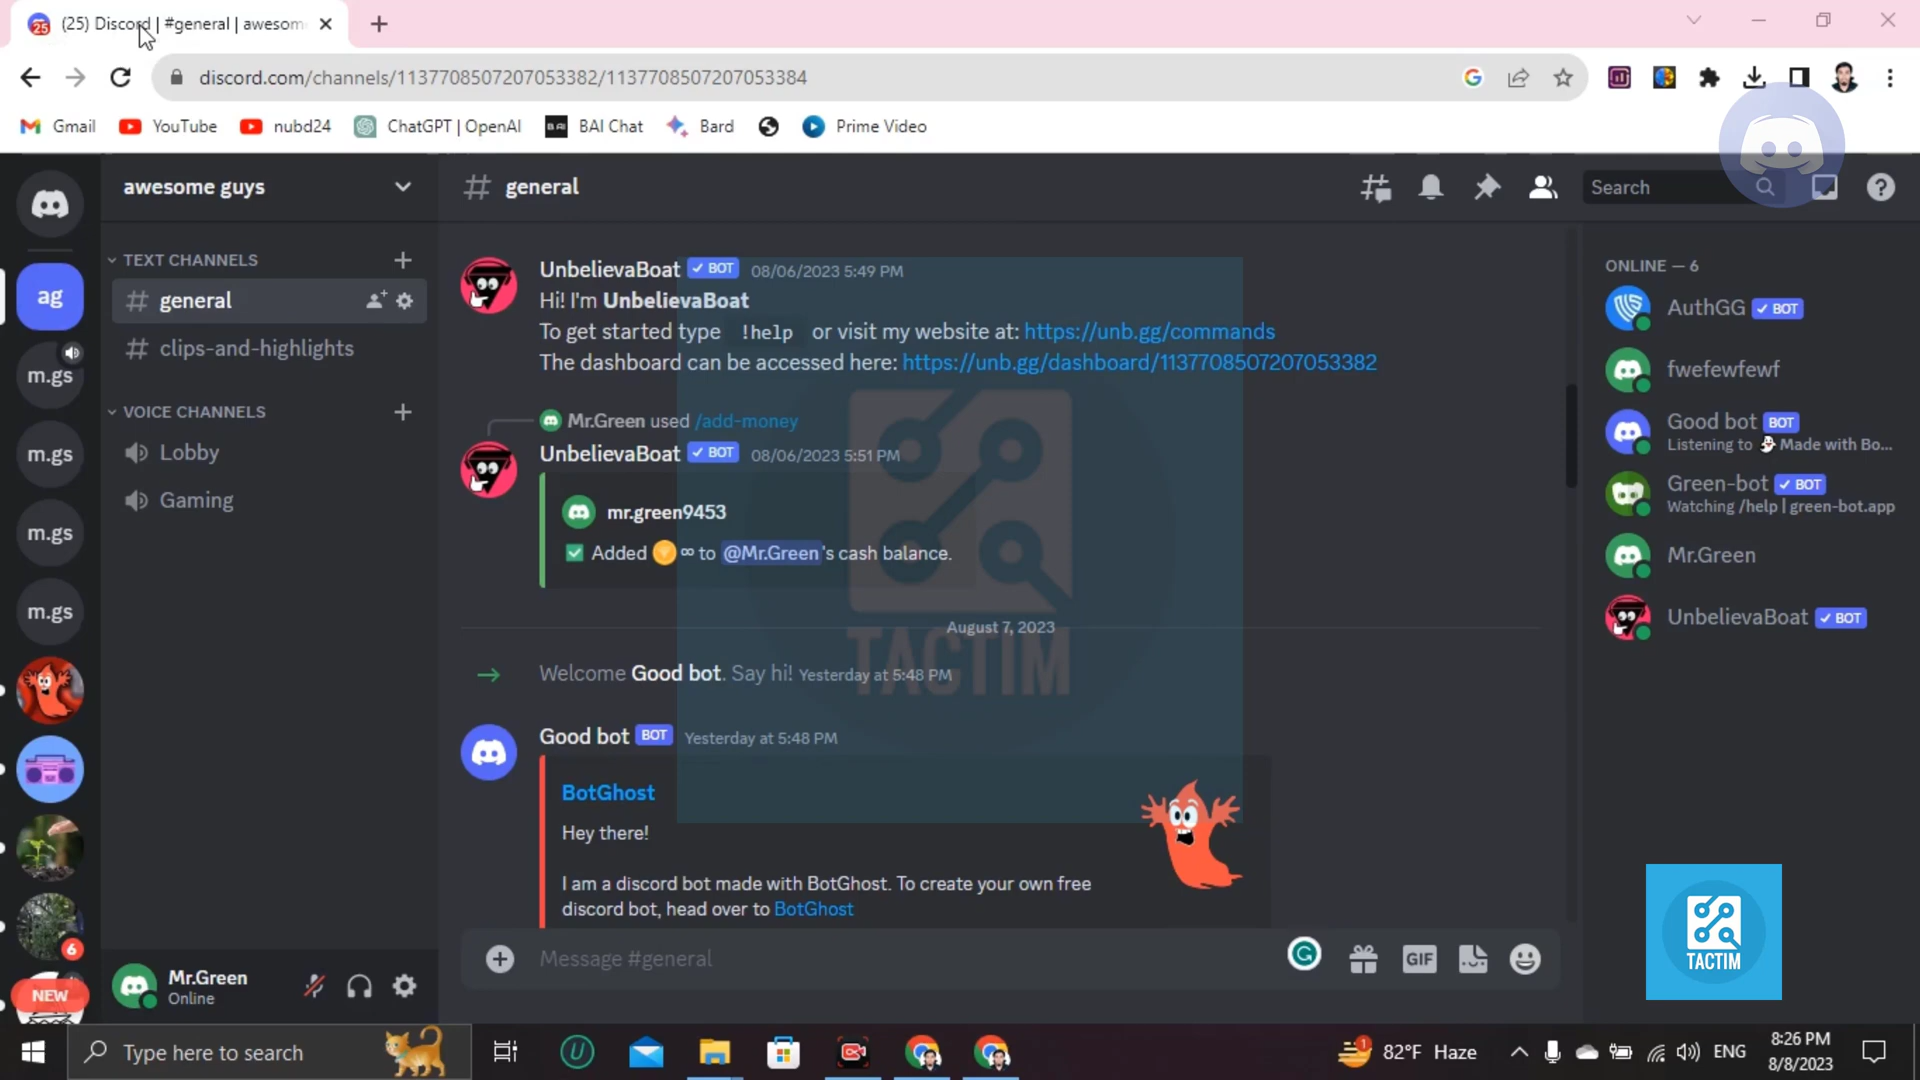 (25) Discord | #general | awesom
discord.com/channels/1137708507207053382/1137708507207053384
Gmail
YouTube
nubd24
ChatGPT | OpenAI
BAI Chat
Bard
Prime Video
awesome guys
TEXT CHANNELS
general
clips-and-highlights
VOICE CHANNELS
Lobby
Gaming
ag
m.gs
m.gs
m.gs
m.gs
6
NEW
Mr.Green
Online
# general
Search
UnbelievaBoat ✓ BOT 08/06/2023 5:49 PM
Hi! I'm UnbelievaBoat
To get started type !help or visit my website at: https://unb.gg/commands
The dashboard can be accessed here: https://unb.gg/dashboard/1137708507207053382
Mr.Green used /add-money
UnbelievaBoat ✓ BOT 08/06/2023 5:51 PM
mr.green9453
Added ∞ to @Mr.Green's cash balance.
August 7, 2023
TACTIM
Welcome Good bot. Say hi! Yesterday at 5:48 PM
Good bot BOT Yesterday at 5:48 PM
BotGhost
Hey there!
I am a discord bot made with BotGhost. To create your own free
discord bot, head over to BotGhost
Message #general
GIF
ONLINE — 6
AuthGG ✓ BOT
fwefewfewf
Good bot BOT
Listening to Made with Bo...
Green-bot ✓ BOT
Watching /help | green-bot.app
Mr.Green
UnbelievaBoat ✓ BOT
TACTIM
Type here to search
1
82°F Haze
ENG
8:26 PM
8/8/2023